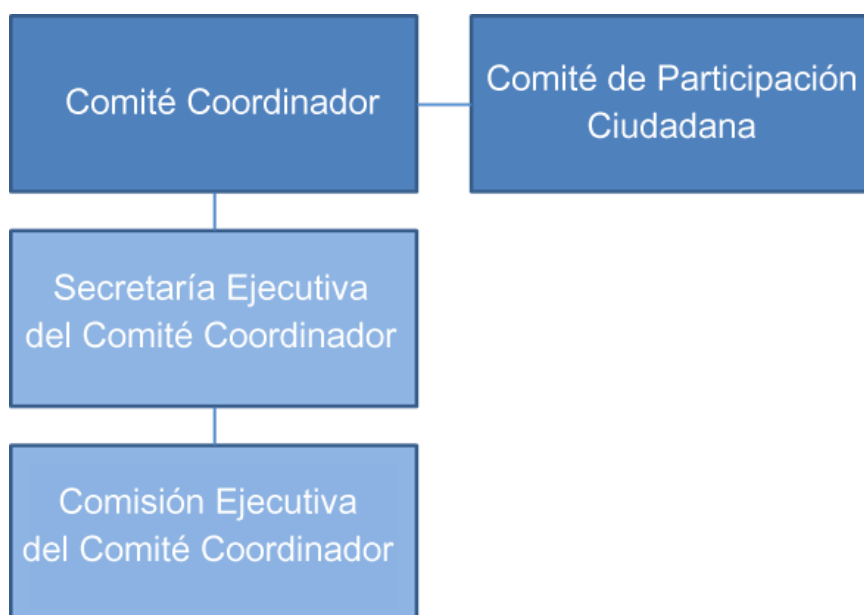 Comité Coordinador
Comité de Participación
Ciudadana
Secretaría Ejecutiva
del Comité Coordinador
Comisión Ejecutiva
del Comité Coordinador